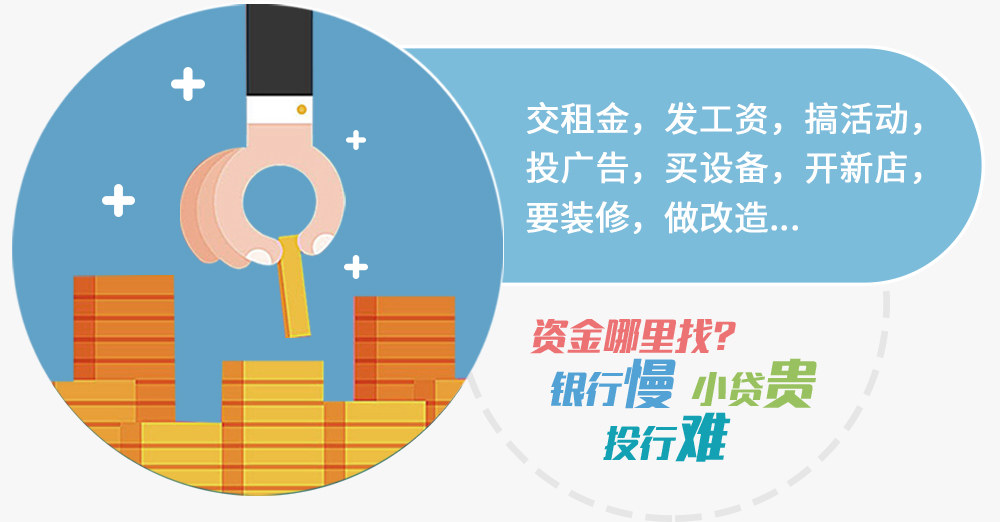 交租金，发工资，搞活动，
投广告，买设备，开新店，
要装修，做改造...
资金哪里找?
银行慢 小贷贵
投行难